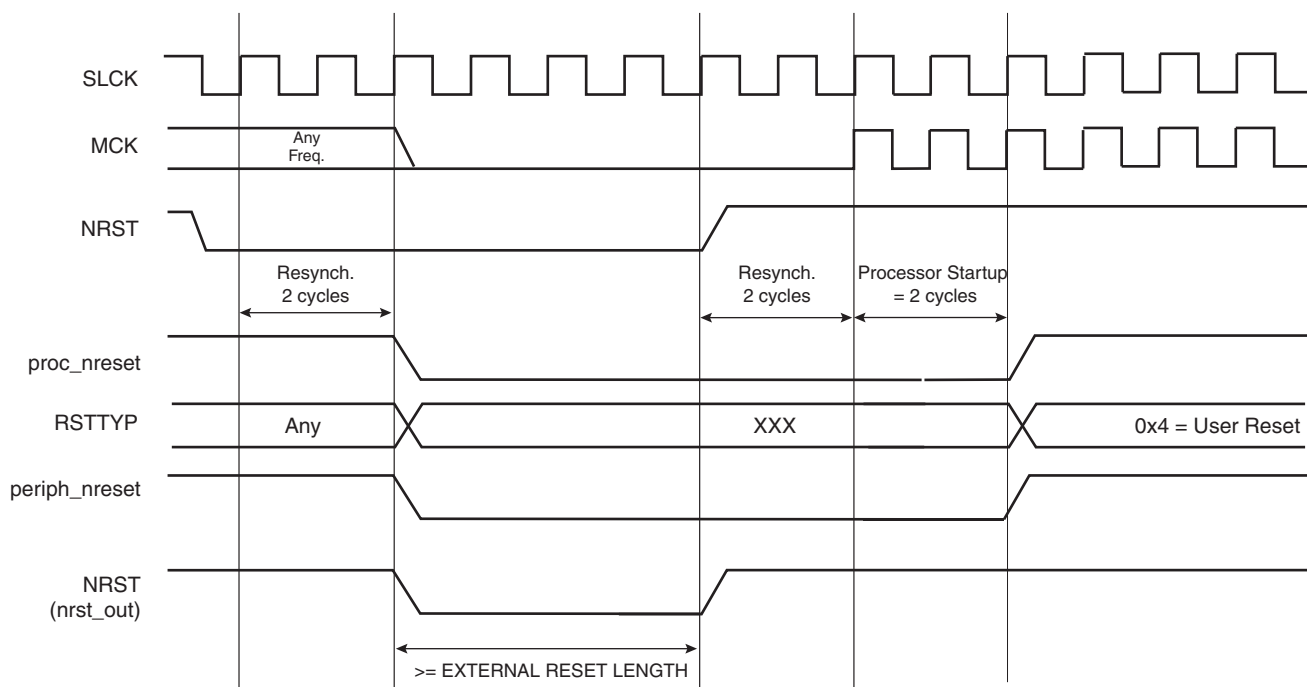 SLCK
MCK
Any
Freq.
NRST
Resynch.
2 cycles
Resynch.
2 cycles
Processor Startup
= 2 cycles
proc_nreset
RSTTYP
Any
XXX
0x4 = User Reset
periph_nreset
NRST
(nrst_out)
>= EXTERNAL RESET LENGTH